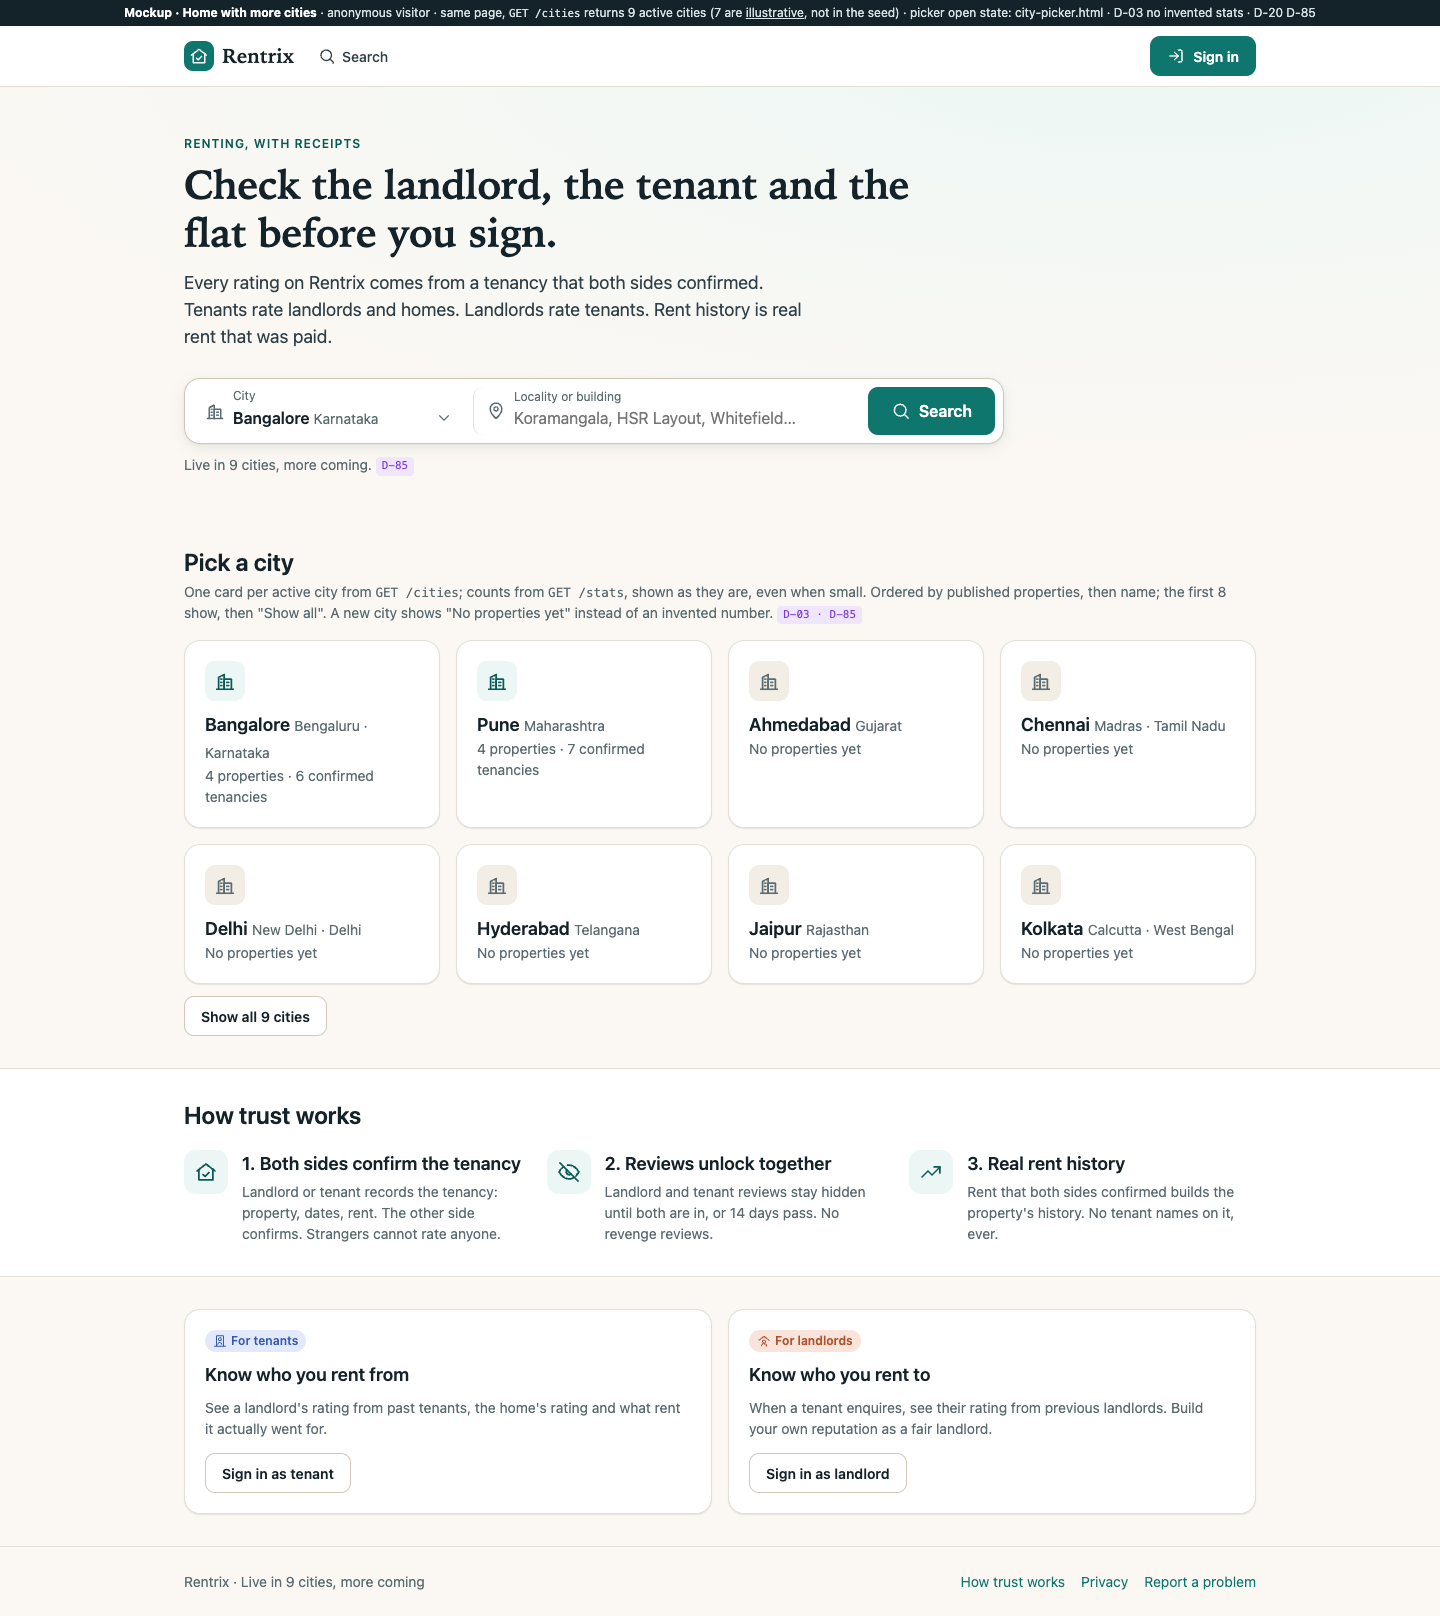 Mockup · Home with more cities · anonymous visitor · same page, GET /cities returns 9 active cities (7 are illustrative, not in the seed) · picker open state: city-picker.html · D-03 no invented stats · D-20 D-85
Rentrix
Search
Sign in
RENTING, WITH RECEIPTS
Check the landlord, the tenant and the
flat before you sign.
Every rating on Rentrix comes from a tenancy that both sides confirmed.
Tenants rate landlords and homes. Landlords rate tenants. Rent history is real
rent that was paid.
City
Bangalore Karnataka
Locality or building
Koramangala, HSR Layout, Whitefield...
Search
Live in 9 cities, more coming. D-85
Pick a city
One card per active city from GET /cities; counts from GET /stats, shown as they are, even when small. Ordered by published properties, then name; the first 8
show, then "Show all". A new city shows "No properties yet" instead of an invented number. D-03 · D-85
Bangalore Bengaluru ·
Karnataka
4 properties · 6 confirmed
tenancies
Pune Maharashtra
4 properties · 7 confirmed
tenancies
Ahmedabad Gujarat
No properties yet
Chennai Madras · Tamil Nadu
No properties yet
Delhi New Delhi · Delhi
No properties yet
Hyderabad Telangana
No properties yet
Jaipur Rajasthan
No properties yet
Kolkata Calcutta · West Bengal
No properties yet
Show all 9 cities
How trust works
1. Both sides confirm the tenancy
Landlord or tenant records the tenancy:
property, dates, rent. The other side
confirms. Strangers cannot rate anyone.
2. Reviews unlock together
Landlord and tenant reviews stay hidden
until both are in, or 14 days pass. No
revenge reviews.
3. Real rent history
Rent that both sides confirmed builds the
property's history. No tenant names on it,
ever.
For tenants
Know who you rent from
See a landlord's rating from past tenants, the home's rating and what rent
it actually went for.
Sign in as tenant
For landlords
Know who you rent to
When a tenant enquires, see their rating from previous landlords. Build
your own reputation as a fair landlord.
Sign in as landlord
Rentrix · Live in 9 cities, more coming
How trust works
Privacy
Report a problem